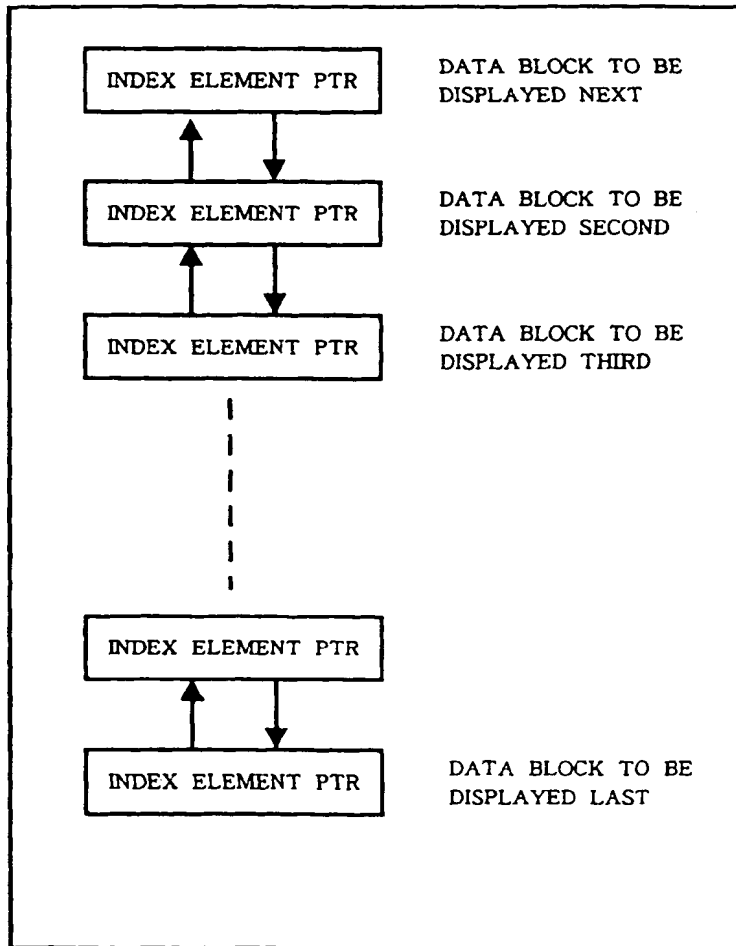 INDEX ELEMENT PTR
DATA BLOCK TO BE
DISPLAYED NEXT
INDEX ELEMENT PTR
DATA BLOCK TO BE
DISPLAYED SECOND
INDEX ELEMENT PTR
DATA BLOCK TO BE
DISPLAYED THIRD
INDEX ELEMENT PTR
INDEX ELEMENT PTR
DATA BLOCK TO BE
DISPLAYED LAST